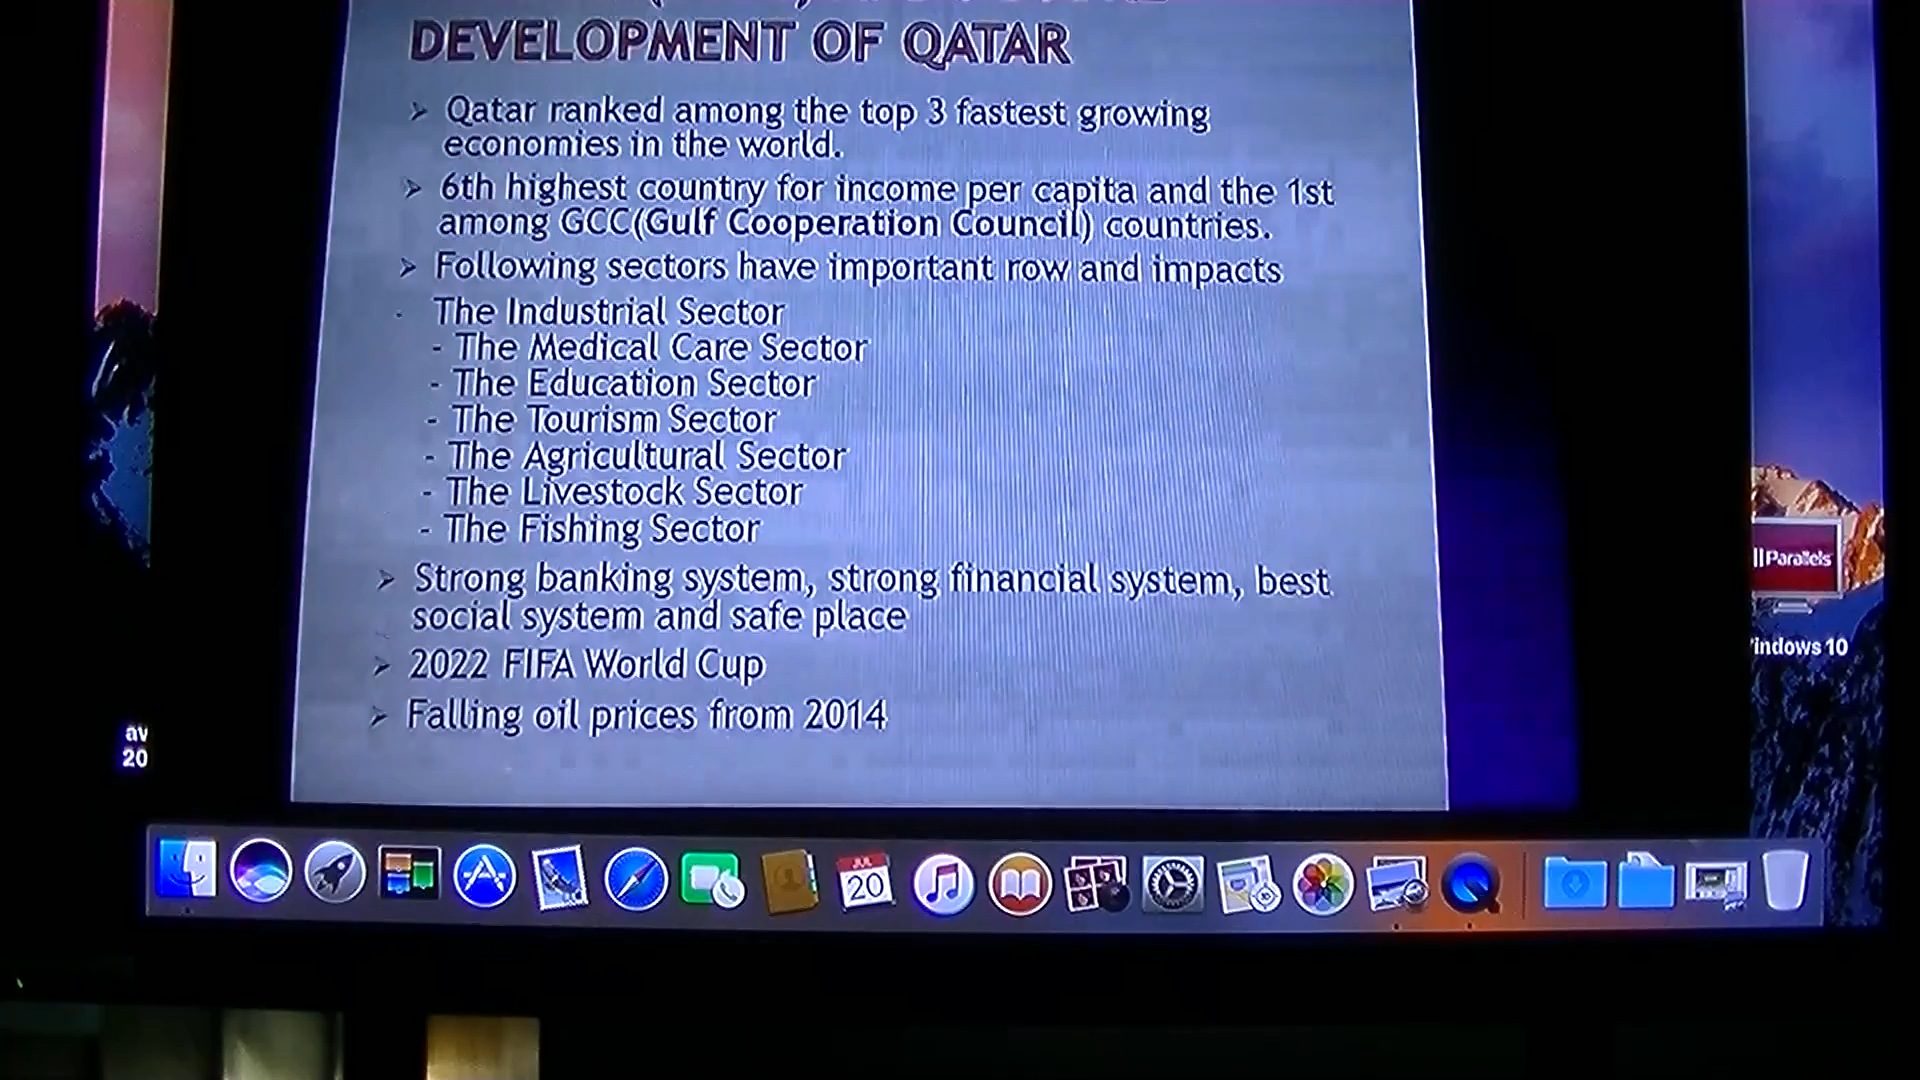 DEVELOPMENT OF QATAR
Qatar ranked among the top 3 fastest growing
economies in the world.
6th highest country for income per capita and the 1st
among GCC(Gulf Cooperation Council) countries.
Following sectors have important row and impacts
The Industrial Sector
- The Medical Care Sector
- The Education Sector
- The Tourism Sector
- The Agricultural Sector
- The Livestock Sector
- The Fishing Sector
Strong banking system, strong financial system, best
social system and safe place
2022 FIFA World Cup
Falling oil prices from 2014
Parallels
indows 10
av
20
JUL
20